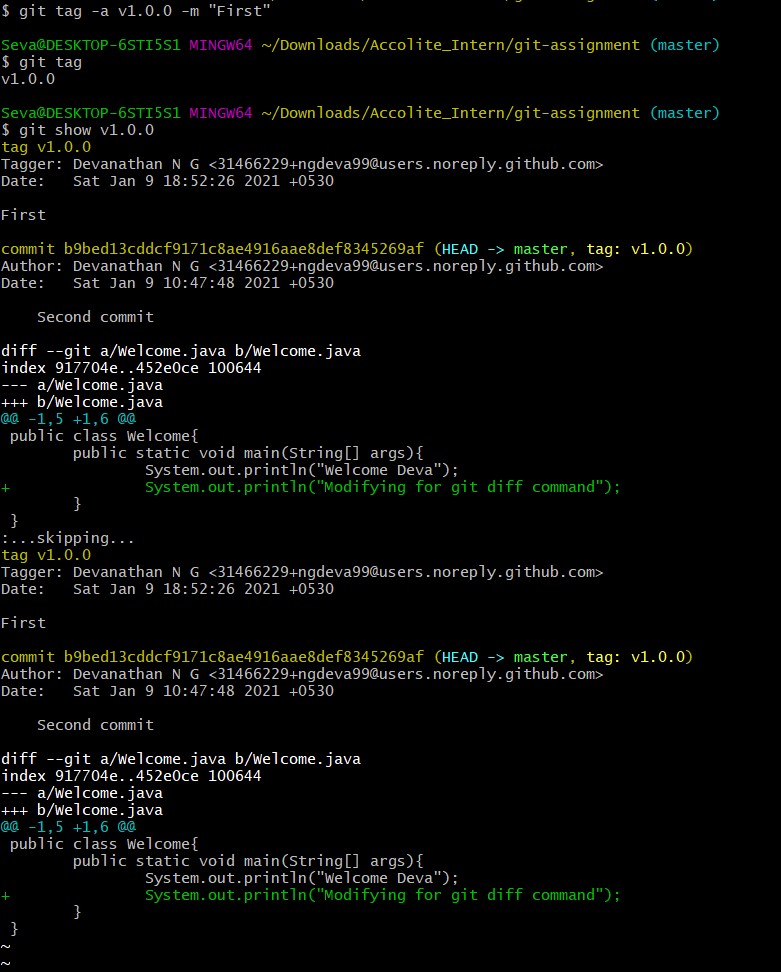 $ git tag -a v1.0.0 -m "First"
Seva@DESKTOP-6STI5S1 MINGW64 ~/Downloads/Accolite_Intern/git-assignment (master)
$ git tag
v1.0.0
Seva@DESKTOP-6STI5S1 MINGW64 ~/Downloads/Accolite_Intern/git-assignment (master)
$ git show v1.0.0
tag v1.0.0
Tagger: Devanathan N G <31466229+ngdeva99@users.noreply.github.com>
Date:   Sat Jan 9 18:52:26 2021 +0530
First
commit b9bed13cddcf9171c8ae4916aae8def8345269af (HEAD -> master, tag: v1.0.0)
Author: Devanathan N G <31466229+ngdeva99@users.noreply.github.com>
Date:   Sat Jan 9 10:47:48 2021 +0530
    Second commit
diff --git a/Welcome.java b/Welcome.java
index 917704e..452e0ce 100644
--- a/Welcome.java
+++ b/Welcome.java
@@ -1,5 +1,6 @@
 public class Welcome{
        public static void main(String[] args){
                System.out.println("Welcome Deva");
+               System.out.println("Modifying for git diff command");
        }
 }
:...skipping...
tag v1.0.0
Tagger: Devanathan N G <31466229+ngdeva99@users.noreply.github.com>
Date:   Sat Jan 9 18:52:26 2021 +0530
First
commit b9bed13cddcf9171c8ae4916aae8def8345269af (HEAD -> master, tag: v1.0.0)
Author: Devanathan N G <31466229+ngdeva99@users.noreply.github.com>
Date:   Sat Jan 9 10:47:48 2021 +0530
    Second commit
diff --git a/Welcome.java b/Welcome.java
index 917704e..452e0ce 100644
--- a/Welcome.java
+++ b/Welcome.java
@@ -1,5 +1,6 @@
 public class Welcome{
        public static void main(String[] args){
                System.out.println("Welcome Deva");
+               System.out.println("Modifying for git diff command");
        }
 }
~
~